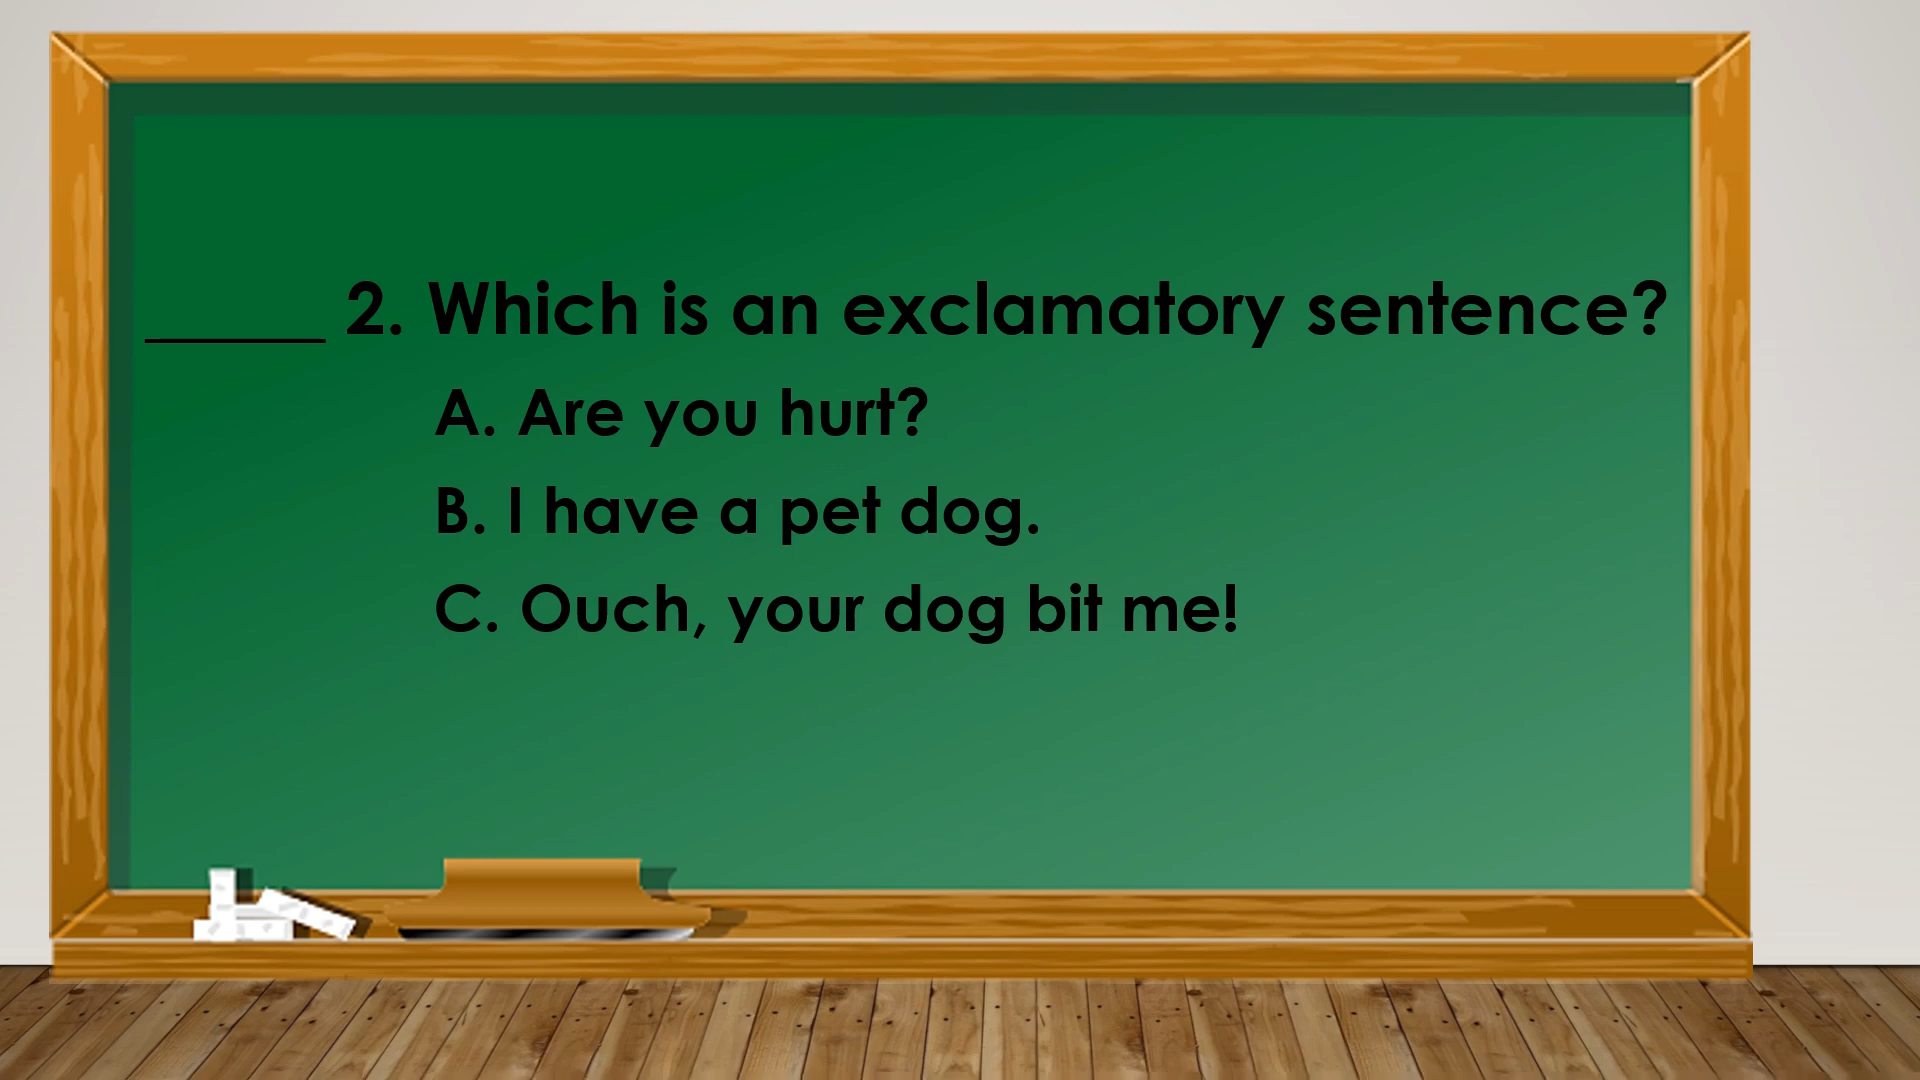 _____ 2. Which is an exclamatory sentence?
A. Are you hurt?
B. I have a pet dog.
C. Ouch, your dog bit me!